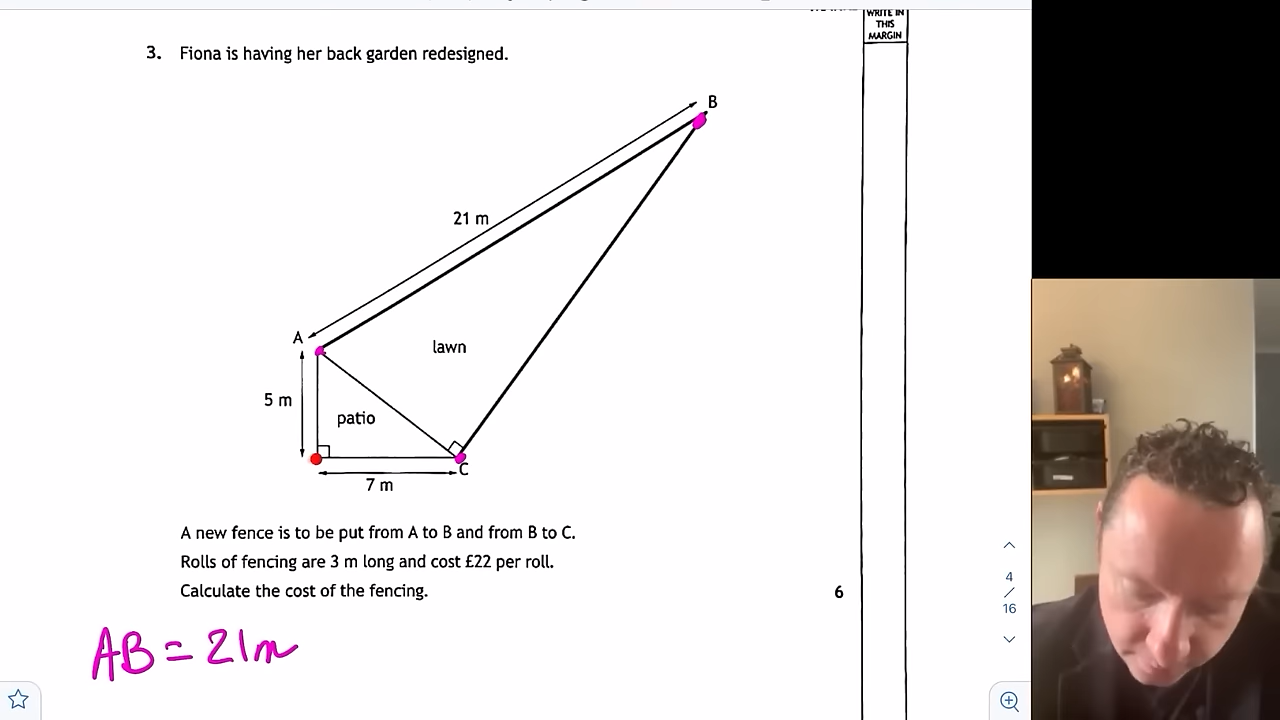 WRITE IN
THIS
MARGIN
3. Fiona is having her back garden redesigned.
B
21 m
A
lawn
5 m
patio
C
7 m
A new fence is to be put from A to B and from B to C.
Rolls of fencing are 3 m long and cost £22 per roll.
Calculate the cost of the fencing.
6
4
/
16
AB = 21m